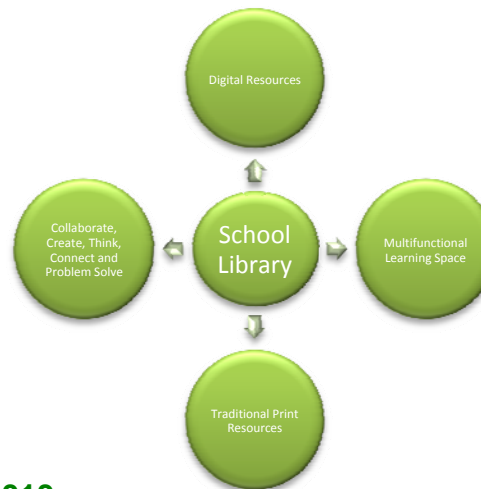 Digital Resources
Collaborate,
Create, Think,
Connect and
Problem Solve
School
Library
Multifunctional
Learning Space
Traditional Print
Resources